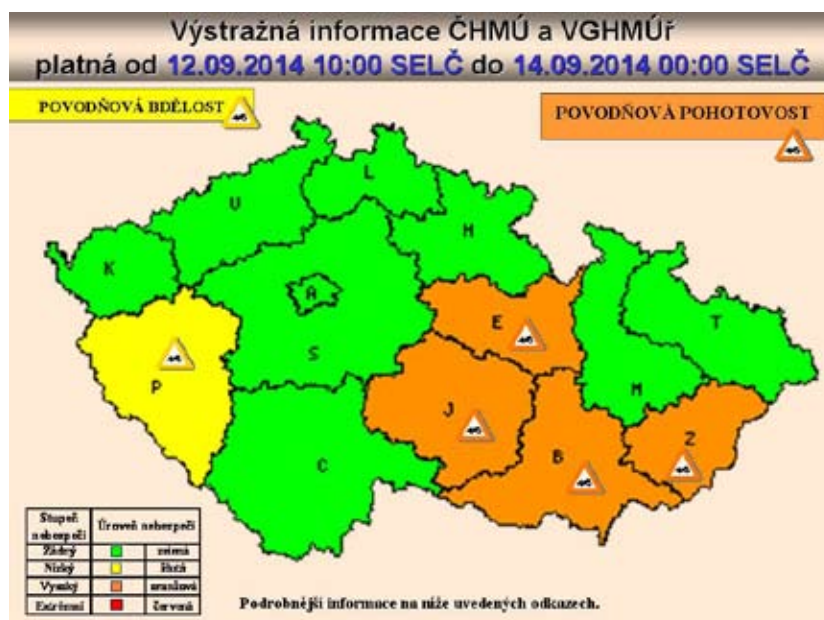 Výstražná informace ČHMÚ a VGHMÚř
platná od 12.09.2014 10:00 SELČ do 14.09.2014 00:00 SELČ
POVODŇOVÁ BDĚLOST
POVODŇOVÁ POHOTOVOST
L
U
H
K
A
E
T
S
P
M
J
Z
B
C
Stupeň nebezpečí
Úroveň nebezpečí
Žádný zelená
Nízký žlutá
Vysoký oranžová
Extrémní červená
Podrobnější informace na níže uvedených odkazech.